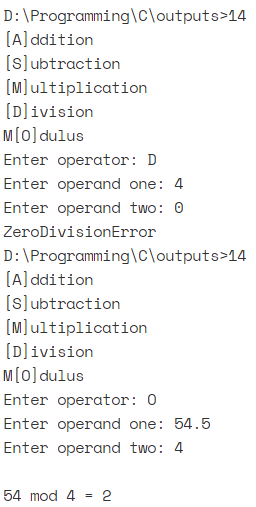 D:\Programming\C\outputs>14
[A]ddition
[S]ubtraction
[M]ultiplication
[D]ivision
M[O]dulus
Enter operator: D
Enter operand one: 4
Enter operand two: 0
ZeroDivisionError
D:\Programming\C\outputs>14
[A]ddition
[S]ubtraction
[M]ultiplication
[D]ivision
M[O]dulus
Enter operator: O
Enter operand one: 54.5
Enter operand two: 4
54 mod 4 = 2